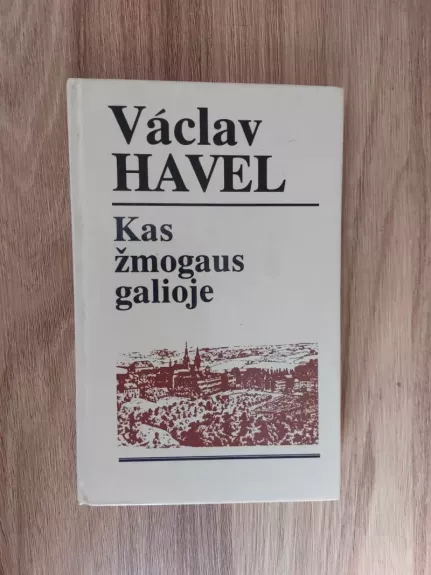 Václav
HAVEL
Kas
žmogaus
galioje